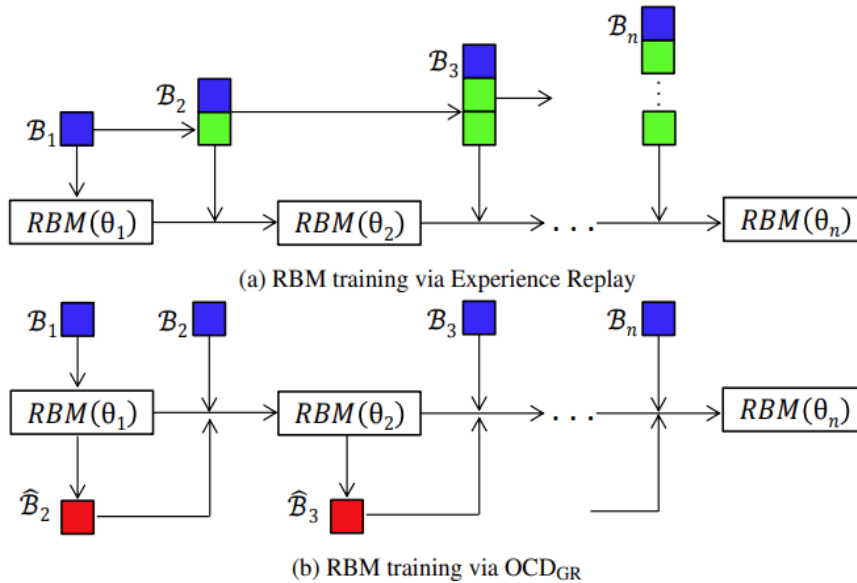 ℬ₁ ℬ₂ ℬ₃ ℬₙ
RBM(θ₁) RBM(θ₂) . . . RBM(θₙ)
(a) RBM training via Experience Replay
ℬ₁ ℬ₂ ℬ₃ ℬₙ
RBM(θ₁) RBM(θ₂) . . . RBM(θₙ)
ℬ̂₂ ℬ̂₃
(b) RBM training via OCD_GR